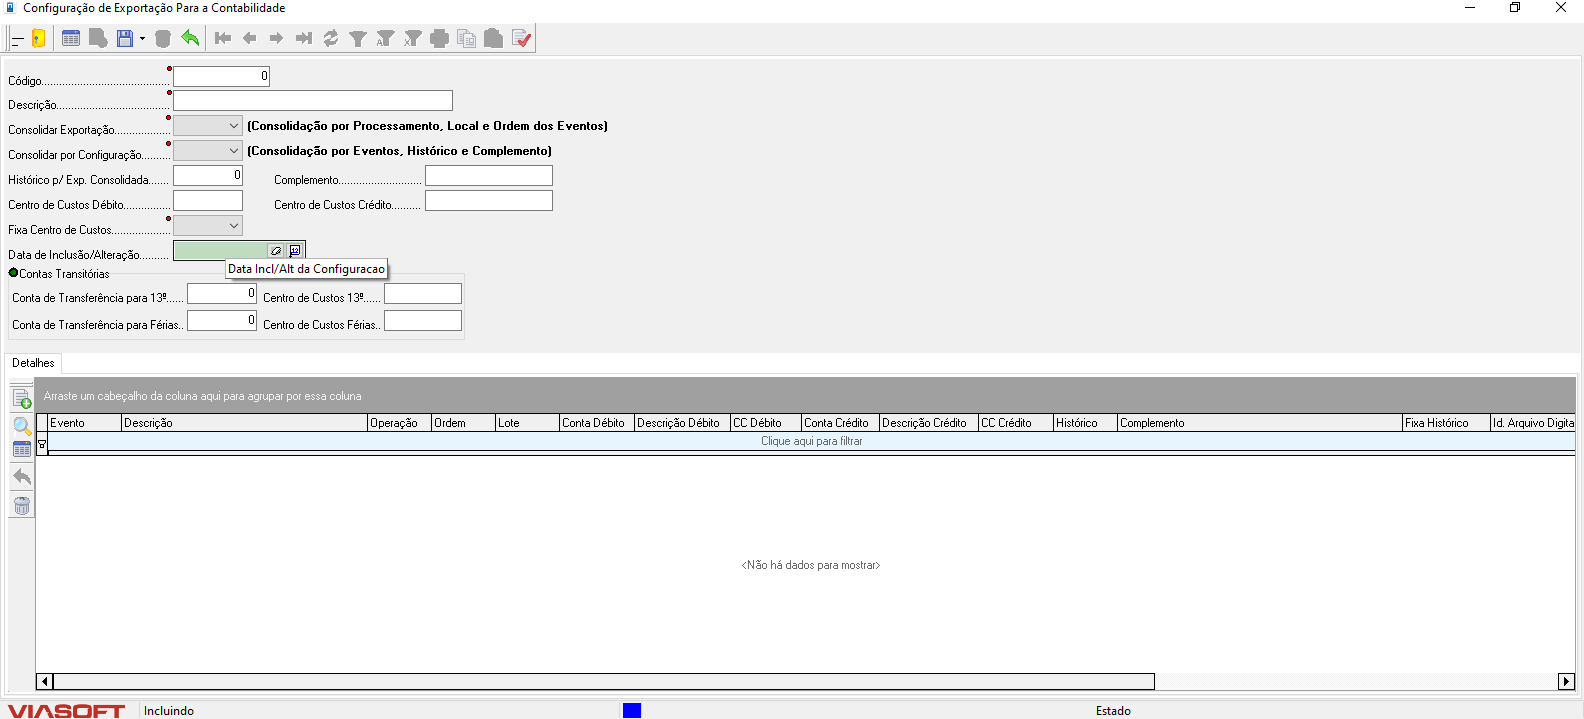 Configuração de Exportação Para a Contabilidade
Código.......................................... 0
Descrição.....................................
Consolidar Exportação................... (Consolidação por Processamento, Local e Ordem dos Eventos)
Consolidar por Configuração.......... (Consolidação por Eventos, Histórico e Complemento)
Histórico p/ Exp. Consolidada....... 0 Complemento............................
Centro de Custos Débito................ Centro de Custos Crédito..........
Fixa Centro de Custos....................
Data de Inclusão/Alteração.......... 12
Data Incl/Alt da Configuracao
Contas Transitórias
Conta de Transferência para 13º...... 0 Centro de Custos 13º......
Conta de Transferência para Férias.. 0 Centro de Custos Férias..
Detalhes
Arraste um cabeçalho da coluna aqui para agrupar por essa coluna
Evento Descrição Operação Ordem Lote Conta Débito Descrição Débito CC Débito Conta Crédito Descrição Crédito CC Crédito Histórico Complemento Fixa Histórico Id. Arquivo Digita
Clique aqui para filtrar
<Não há dados para mostrar>
VIASOFT Incluindo Estado